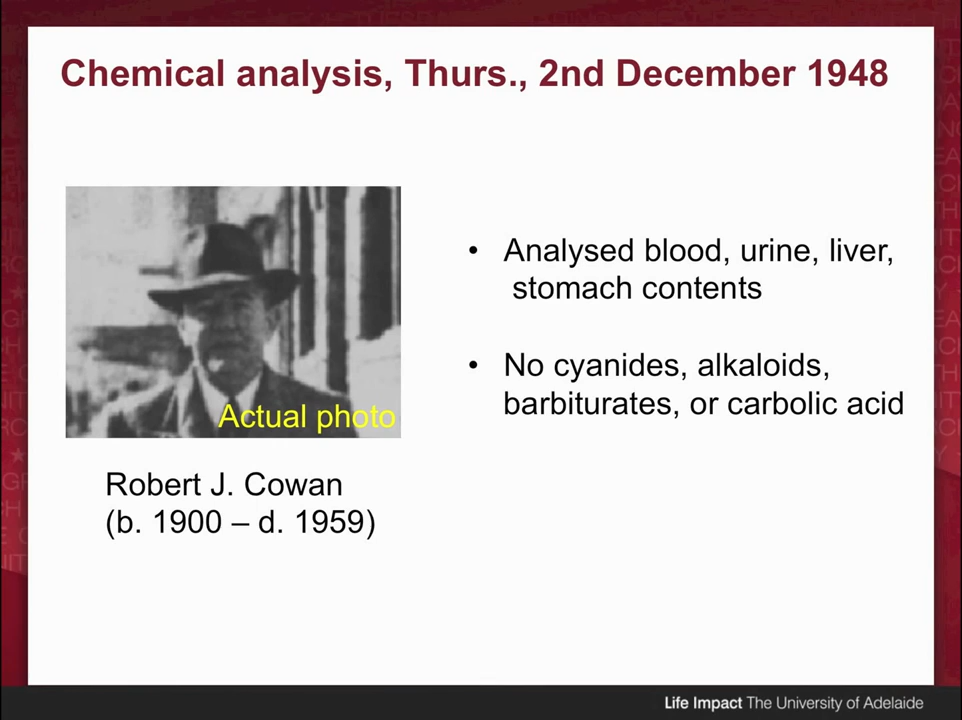 Chemical analysis, Thurs., 2nd December 1948
Actual photo
Robert J. Cowan
(b. 1900 – d. 1959)
• Analysed blood, urine, liver,
stomach contents
• No cyanides, alkaloids,
barbiturates, or carbolic acid
Life Impact The University of Adelaide